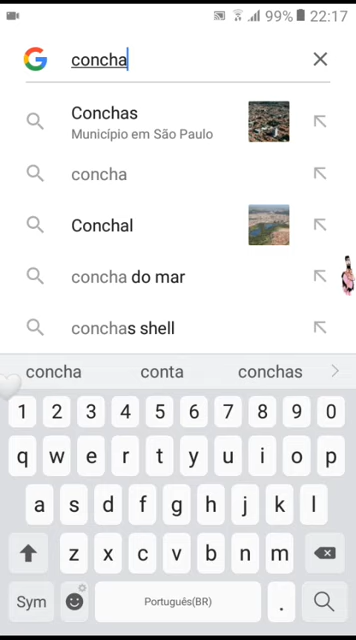 99% 22:17
concha
Conchas
Município em São Paulo
concha
Conchal
concha do mar
conchas shell
concha conta conchas
1 2 3 4 5 6 7 8 9 0
q w e r t y u i o p
a s d f g h j k l
z x c v b n m
Sym Português(BR) .